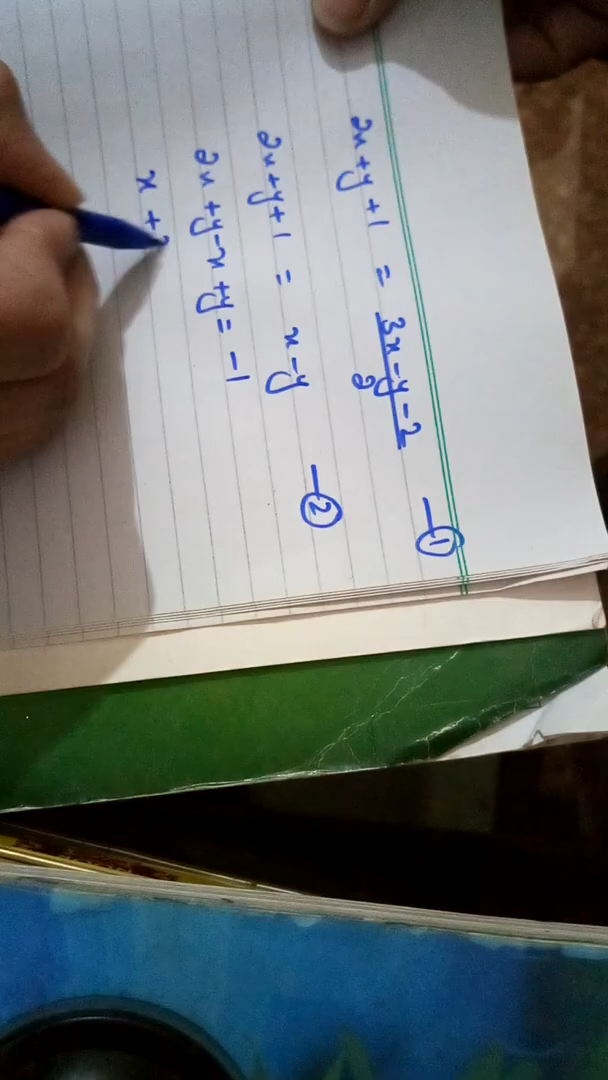 2x+y+1 = 3x-y-2/2 -①
2x+y+1 = x-y -②
2x+y-x+y = -1
x+